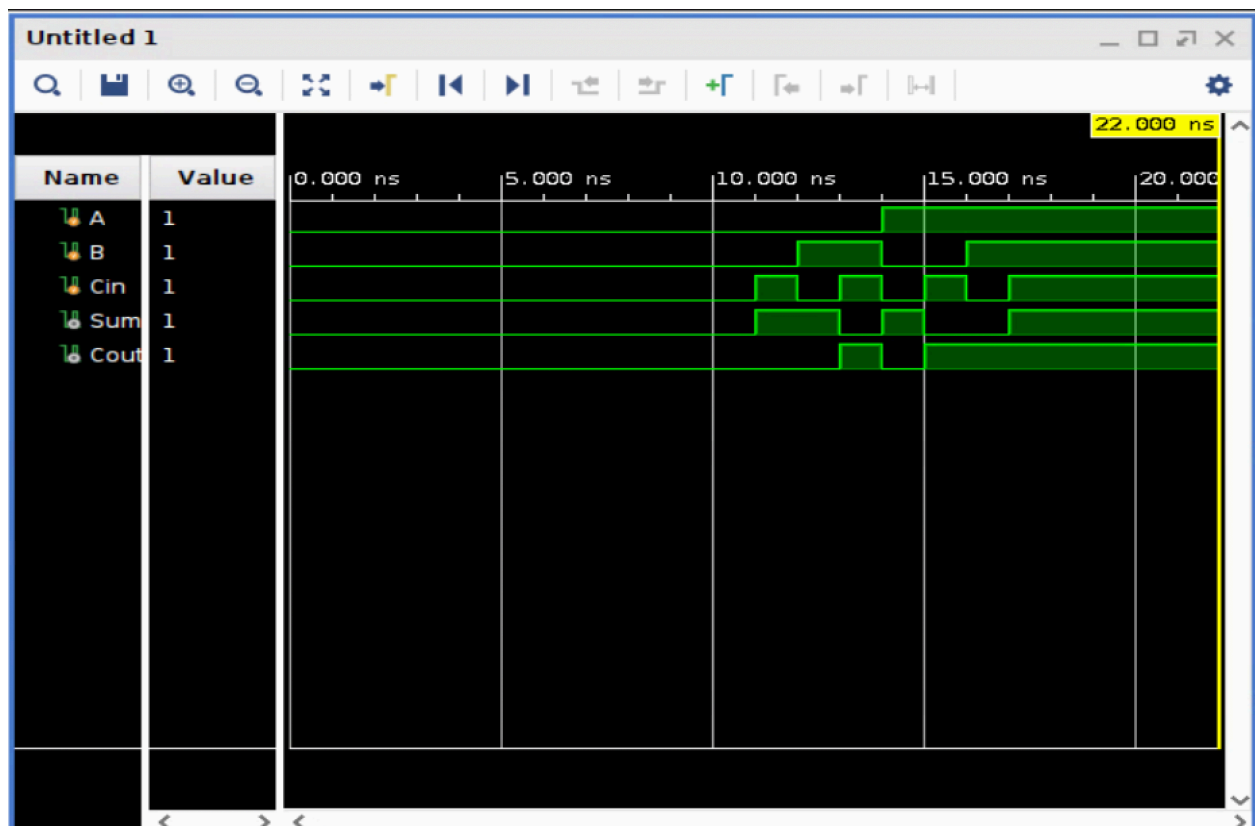 Untitled 1
22.000 ns
Name Value 0.000 ns 5.000 ns 10.000 ns 15.000 ns 20.000
A 1
B 1
Cin 1
Sum 1
Cout 1